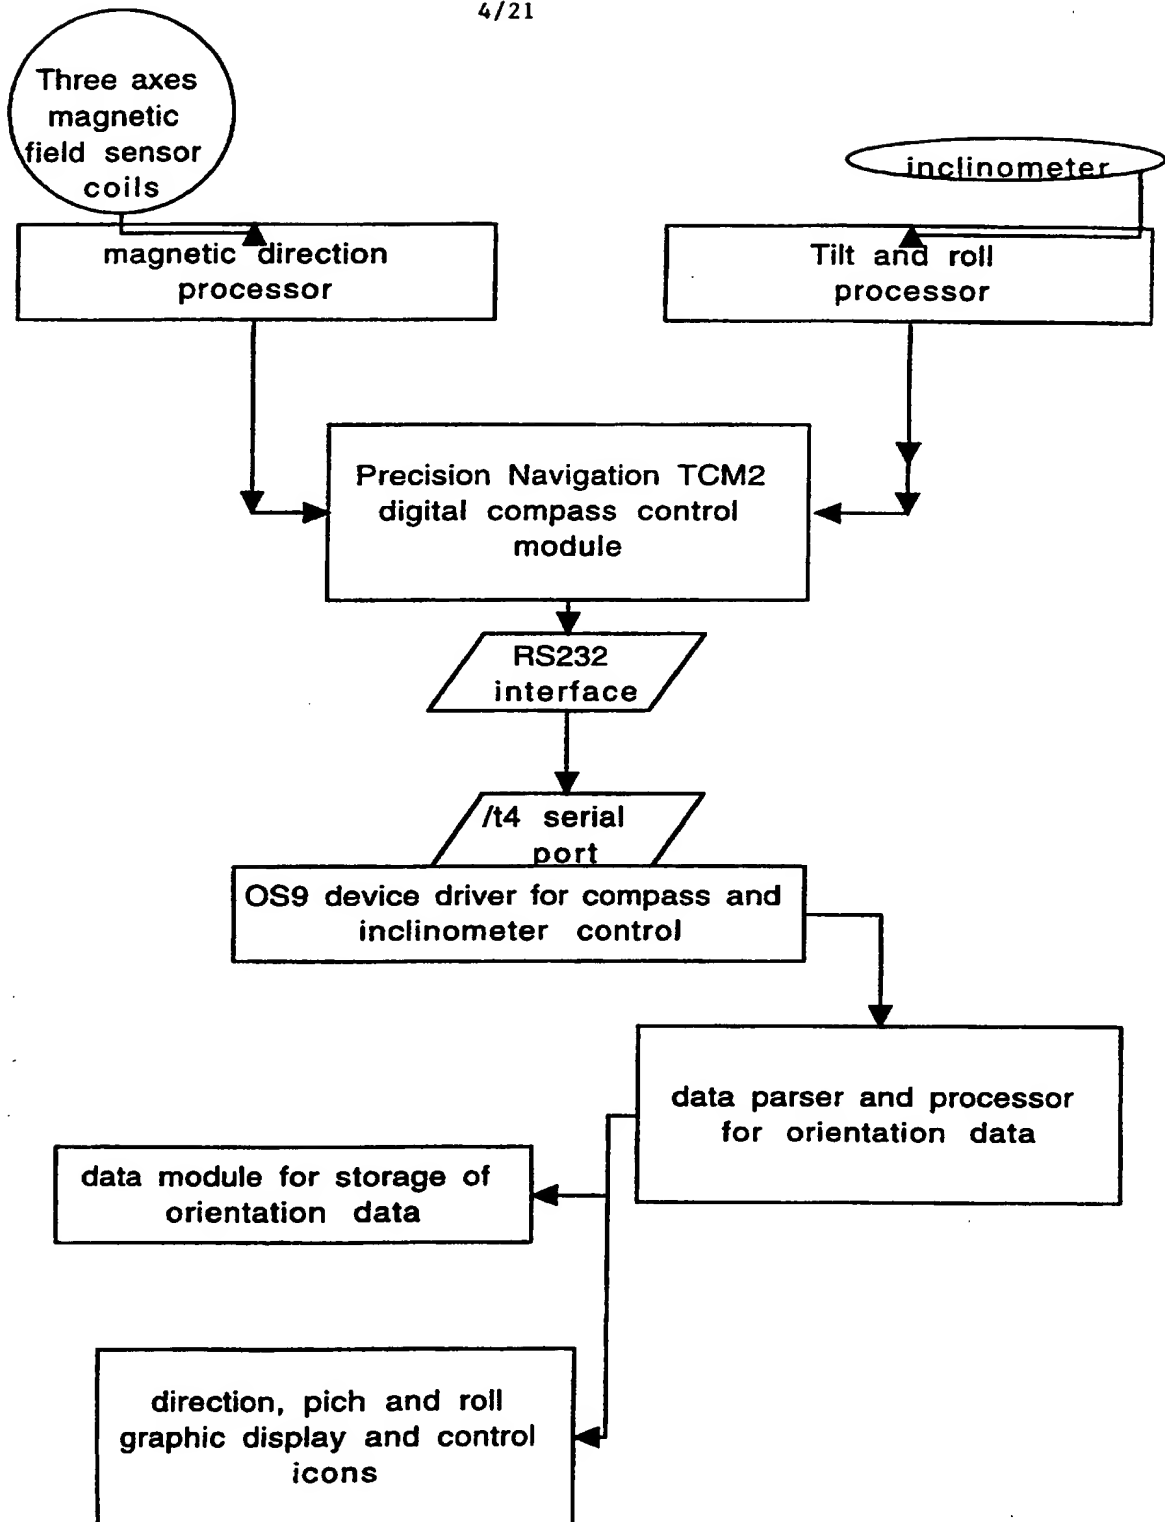 4/21
Three axes
magnetic
field sensor
coils
inclinometer
magnetic direction
processor
Tilt and roll
processor
Precision Navigation TCM2
digital compass control
module
RS232
interface
/t4 serial
port
OS9 device driver for compass and
inclinometer control
data parser and processor
for orientation data
data module for storage of
orientation data
direction, pich and roll
graphic display and control
icons